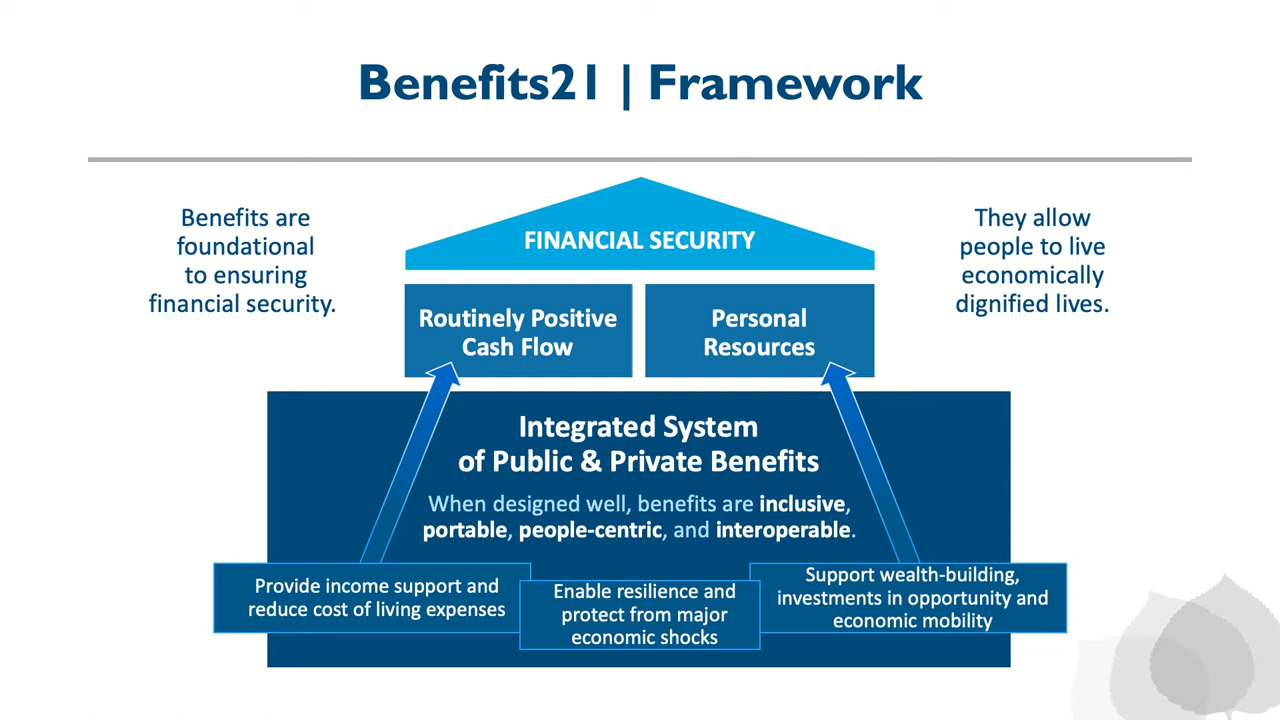 Benefits21 | Framework
Benefits are
foundational
to ensuring
financial security.
They allow
people to live
economically
dignified lives.
FINANCIAL SECURITY
Routinely Positive
Cash Flow
Personal
Resources
Integrated System
of Public & Private Benefits
When designed well, benefits are inclusive,
portable, people-centric, and interoperable.
Provide income support and
reduce cost of living expenses
Enable resilience and
protect from major
economic shocks
Support wealth-building,
investments in opportunity and
economic mobility